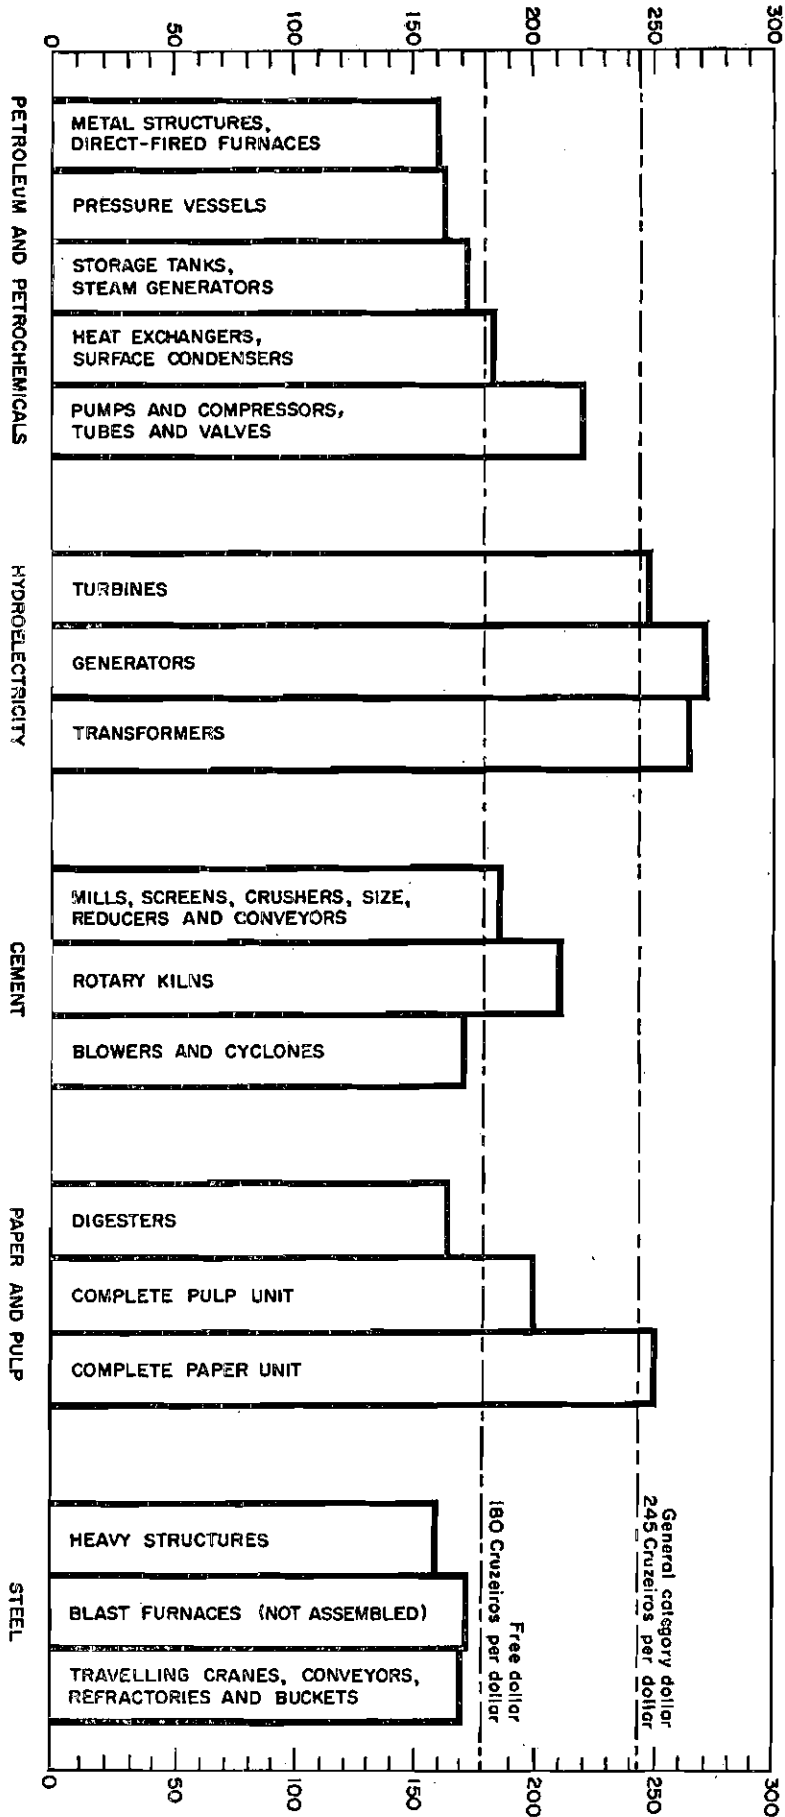 0 50 100 150 200 250 300
PETROLEUM AND PETROCHEMICALS
METAL STRUCTURES,
DIRECT-FIRED FURNACES
PRESSURE VESSELS
STORAGE TANKS,
STEAM GENERATORS
HEAT EXCHANGERS,
SURFACE CONDENSERS
PUMPS AND COMPRESSORS,
TUBES AND VALVES
HYDROELECTRICITY
TURBINES
GENERATORS
TRANSFORMERS
CEMENT
MILLS, SCREENS, CRUSHERS, SIZE,
REDUCERS AND CONVEYORS
ROTARY KILNS
BLOWERS AND CYCLONES
PAPER AND PULP
DIGESTERS
COMPLETE PULP UNIT
COMPLETE PAPER UNIT
STEEL
HEAVY STRUCTURES
BLAST FURNACES (NOT ASSEMBLED)
TRAVELLING CRANES, CONVEYORS,
REFRACTORIES AND BUCKETS
General category dollar
245 Cruzeiros per dollar
Free dollar
180 Cruzeiros per dollar
0 50 100 150 200 250 300